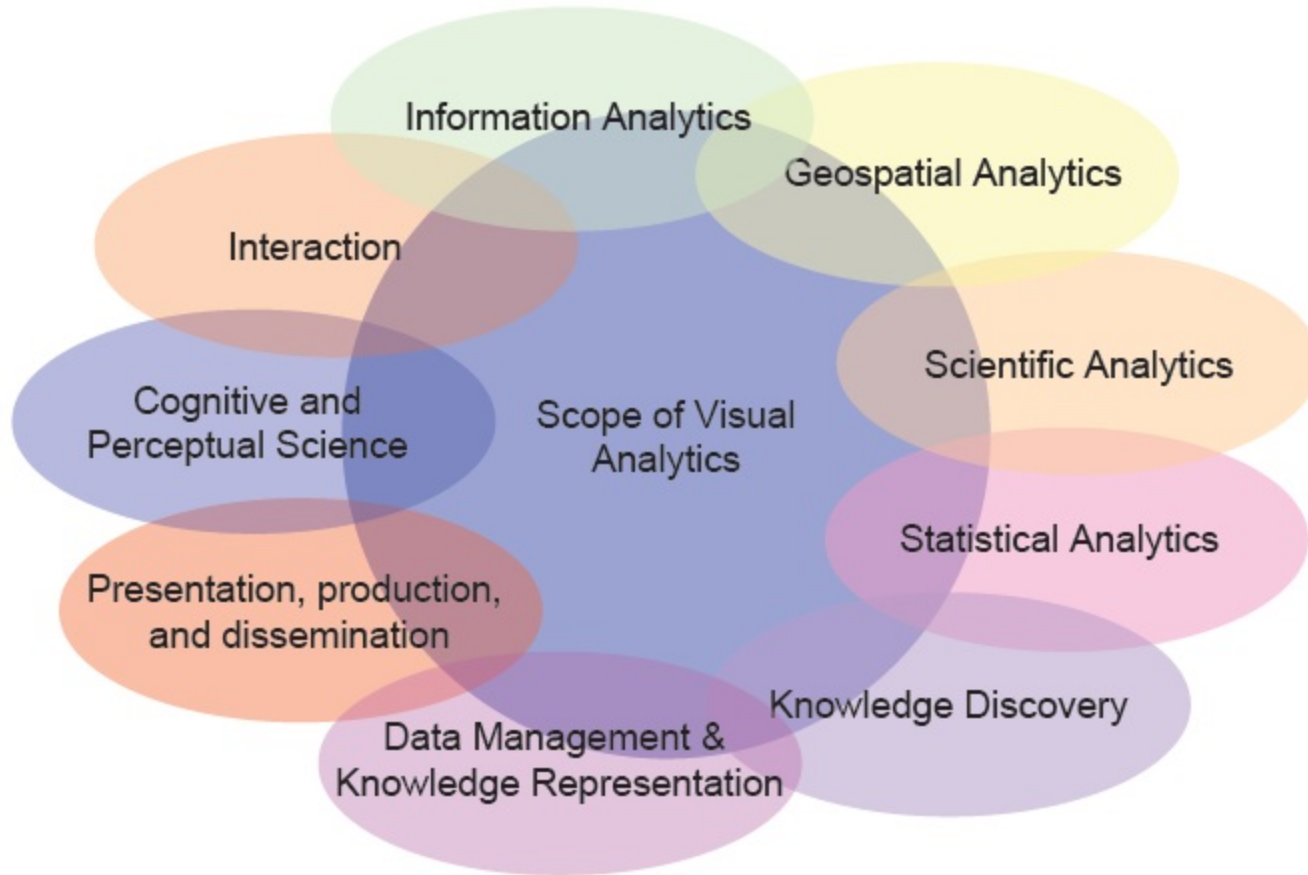 Information Analytics
Geospatial Analytics
Interaction
Scientific Analytics
Cognitive and
Perceptual Science
Scope of Visual
Analytics
Statistical Analytics
Presentation, production,
and dissemination
Knowledge Discovery
Data Management &
Knowledge Representation